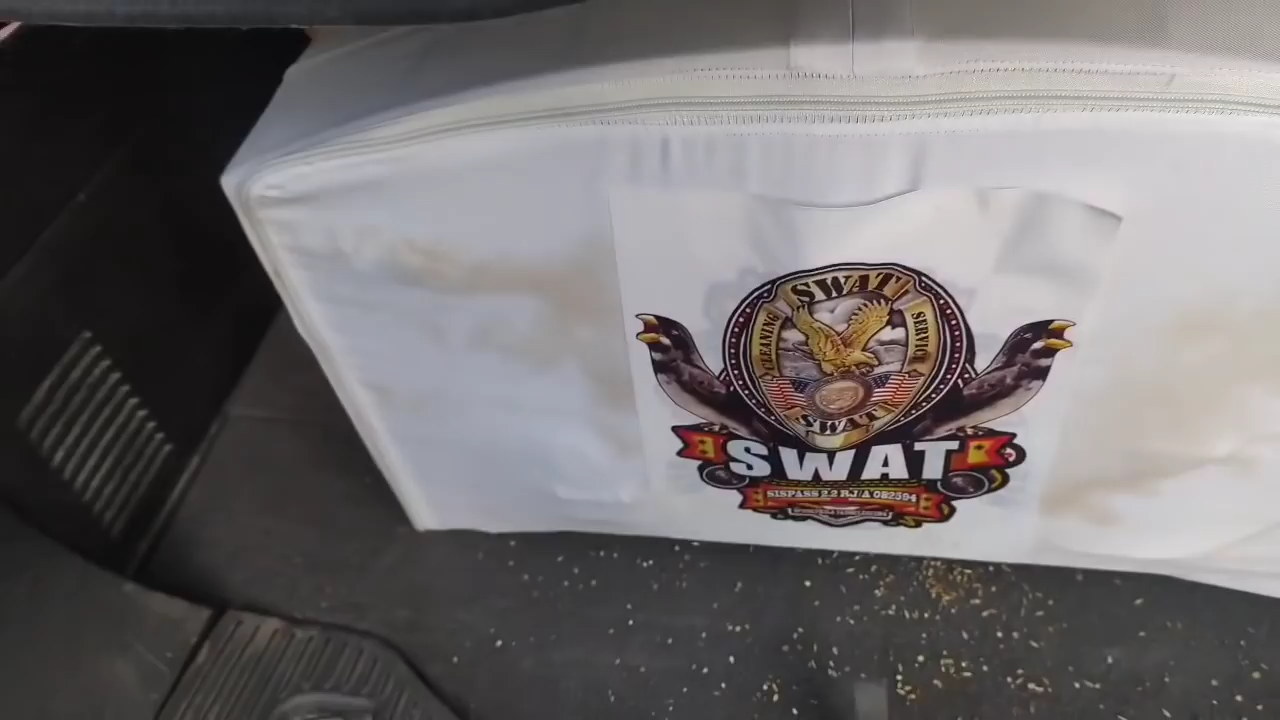 SWAT
CLEANING
SERVICE
SWAT
SWAT
SISPASS 2.2 RJ/A 082594